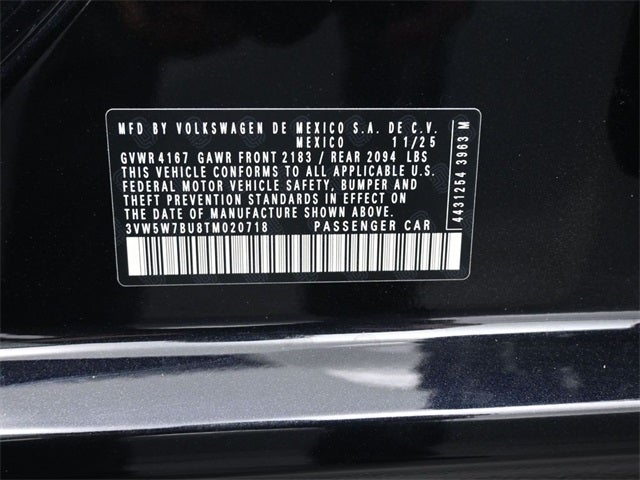 MFD BY VOLKSWAGEN DE MEXICO S.A. DE C.V.
MEXICO 11/25
GVWR 4167 GAWR FRONT 2183 / REAR 2094 LBS
THIS VEHICLE CONFORMS TO ALL APPLICABLE U.S.
FEDERAL MOTOR VEHICLE SAFETY, BUMPER AND
THEFT PREVENTION STANDARDS IN EFFECT ON
THE DATE OF MANUFACTURE SHOWN ABOVE.
3VW5W7BU8TM020718 PASSENGER CAR
4431254 3963 M